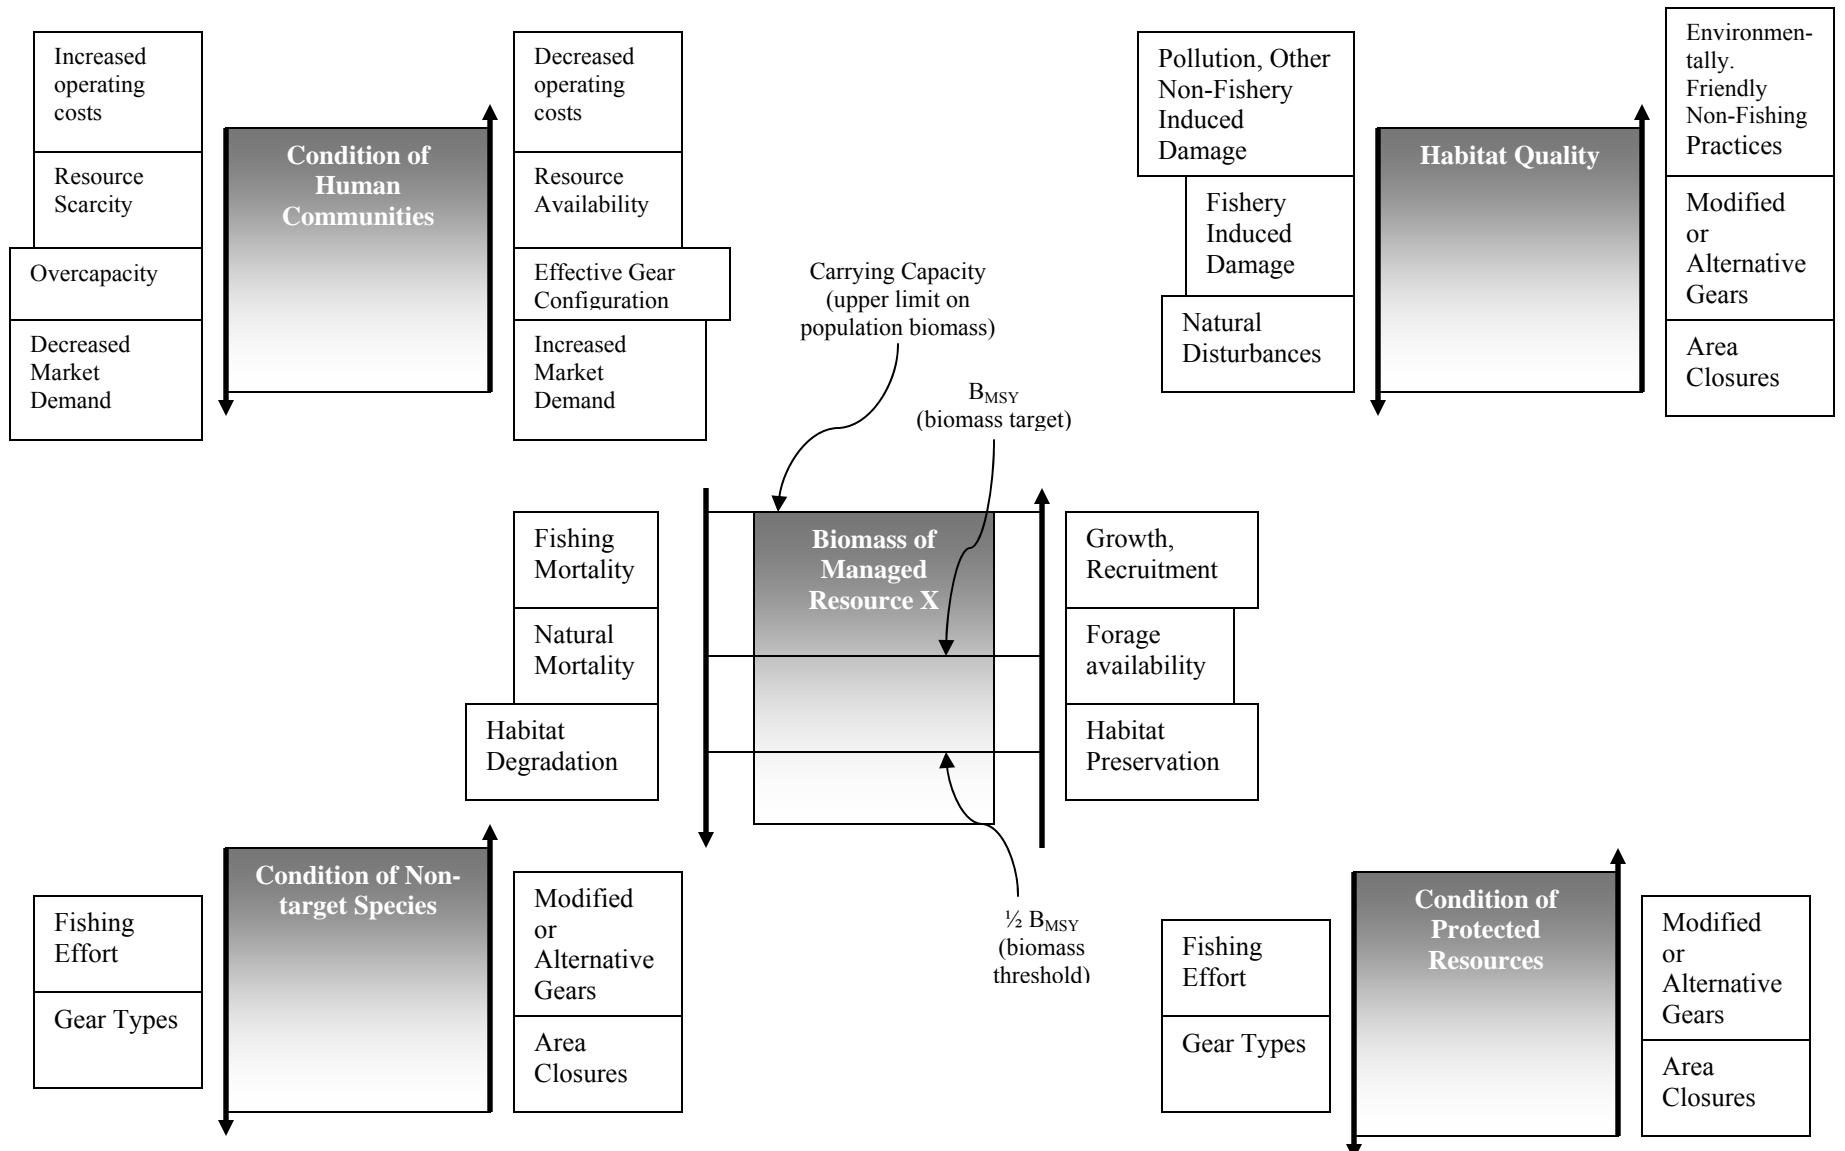 Increased
operating
costs
Resource
Scarcity
Overcapacity
Decreased
Market
Demand
Condition of
Human
Communities
Decreased
operating
costs
Resource
Availability
Effective Gear
Configuration
Increased
Market
Demand
Pollution, Other
Non-Fishery
Induced
Damage
Fishery
Induced
Damage
Natural
Disturbances
Habitat Quality
Environmen-
tally.
Friendly
Non-Fishing
Practices
Modified
or
Alternative
Gears
Area
Closures
Carrying Capacity
(upper limit on
population biomass)
BMSY
(biomass target)
Fishing
Mortality
Natural
Mortality
Habitat
Degradation
Biomass of
Managed
Resource X
Growth,
Recruitment
Forage
availability
Habitat
Preservation
½ BMSY
(biomass
threshold)
Fishing
Effort
Gear Types
Condition of Non-
target Species
Modified
or
Alternative
Gears
Area
Closures
Fishing
Effort
Gear Types
Condition of
Protected
Resources
Modified
or
Alternative
Gears
Area
Closures